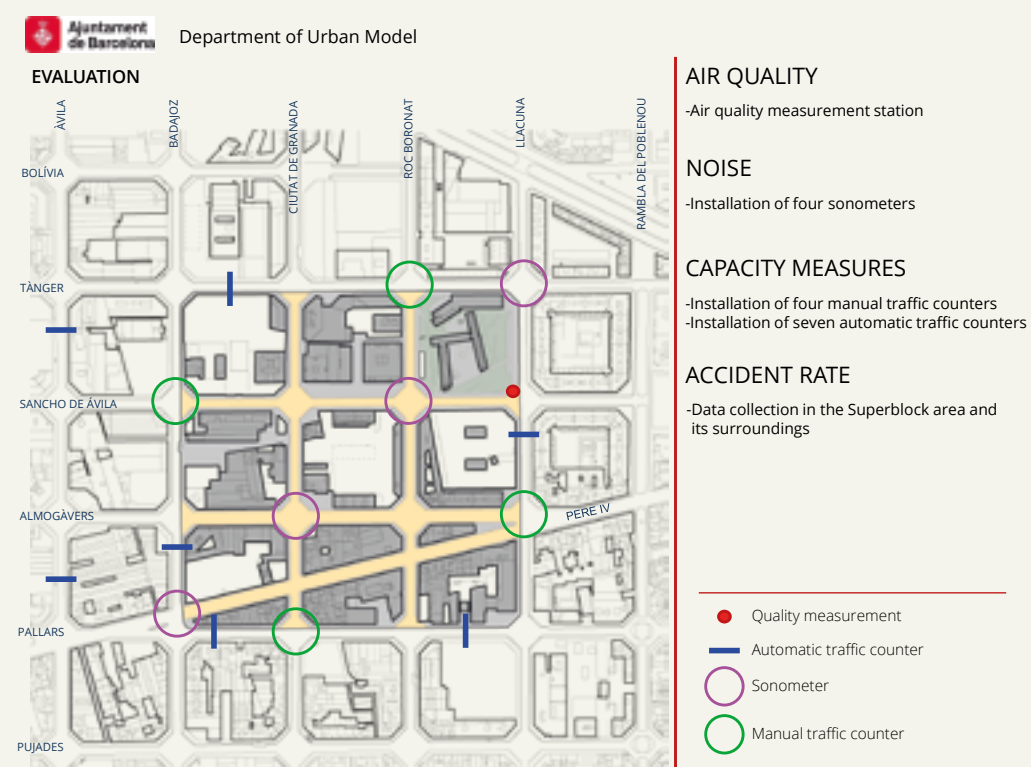 Ajuntament
de Barcelona
Department of Urban Model
EVALUATION
ÀVILA
BADAJOZ
CIUTAT DE GRANADA
ROC BORONAT
LLACUNA
RAMBLA DEL POBLENOU
BOLÍVIA
TÀNGER
SANCHO DE ÁVILA
ALMOGÀVERS
PERE IV
PALLARS
PUJADES
AIR QUALITY
-Air quality measurement station
NOISE
-Installation of four sonometers
CAPACITY MEASURES
-Installation of four manual traffic counters
-Installation of seven automatic traffic counters
ACCIDENT RATE
-Data collection in the Superblock area and
its surroundings
Quality measurement
Automatic traffic counter
Sonometer
Manual traffic counter